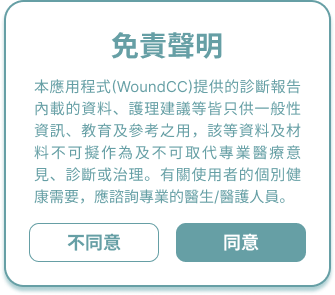 免責聲明
本應用程式(WoundCC)提供的診斷報告
內載的資料、護理建議等皆只供一般性
資訊、教育及參考之用，該等資料及材
料不可擬作為及不可取代專業醫療意
見、診斷或治理。有關使用者的個別健
康需要，應諮詢專業的醫生/醫護人員。
不同意
同意